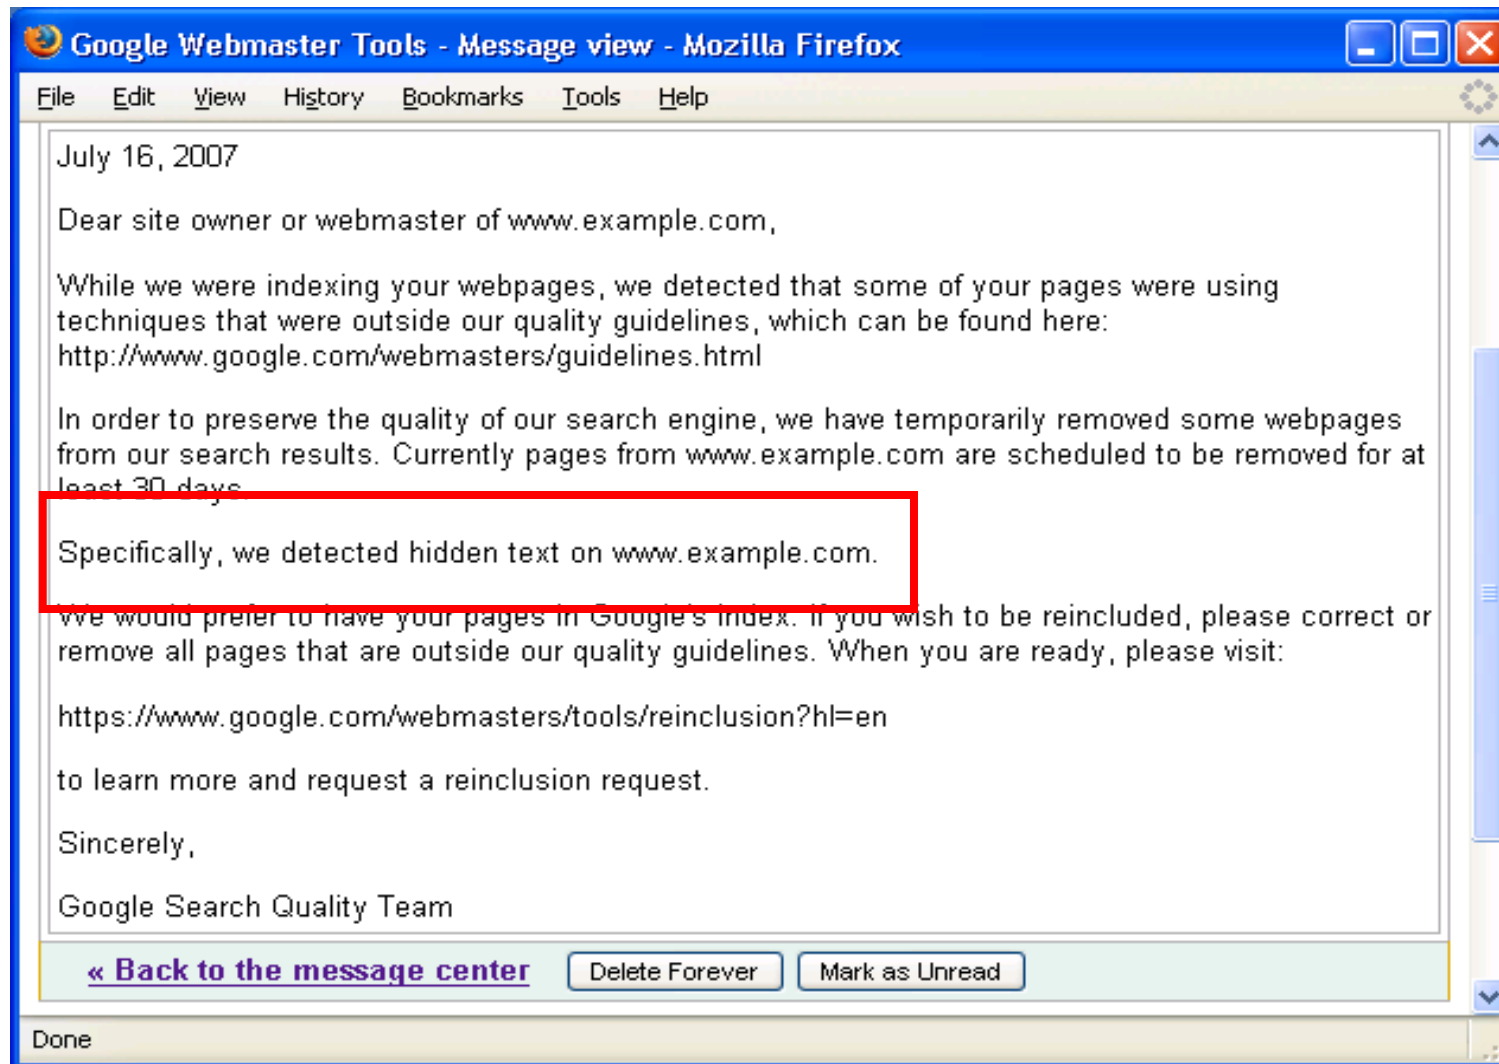 Google Webmaster Tools - Message view - Mozilla Firefox
File Edit View History Bookmarks Tools Help
July 16, 2007
Dear site owner or webmaster of www.example.com,
While we were indexing your webpages, we detected that some of your pages were using
techniques that were outside our quality guidelines, which can be found here:
http://www.google.com/webmasters/guidelines.html
In order to preserve the quality of our search engine, we have temporarily removed some webpages
from our search results. Currently pages from www.example.com are scheduled to be removed for at
least 30 days.
Specifically, we detected hidden text on www.example.com.
We would prefer to have your pages in Google's index. If you wish to be reincluded, please correct or
remove all pages that are outside our quality guidelines. When you are ready, please visit:
https://www.google.com/webmasters/tools/reinclusion?hl=en
to learn more and request a reinclusion request.
Sincerely,
Google Search Quality Team
« Back to the message center Delete Forever Mark as Unread
Done